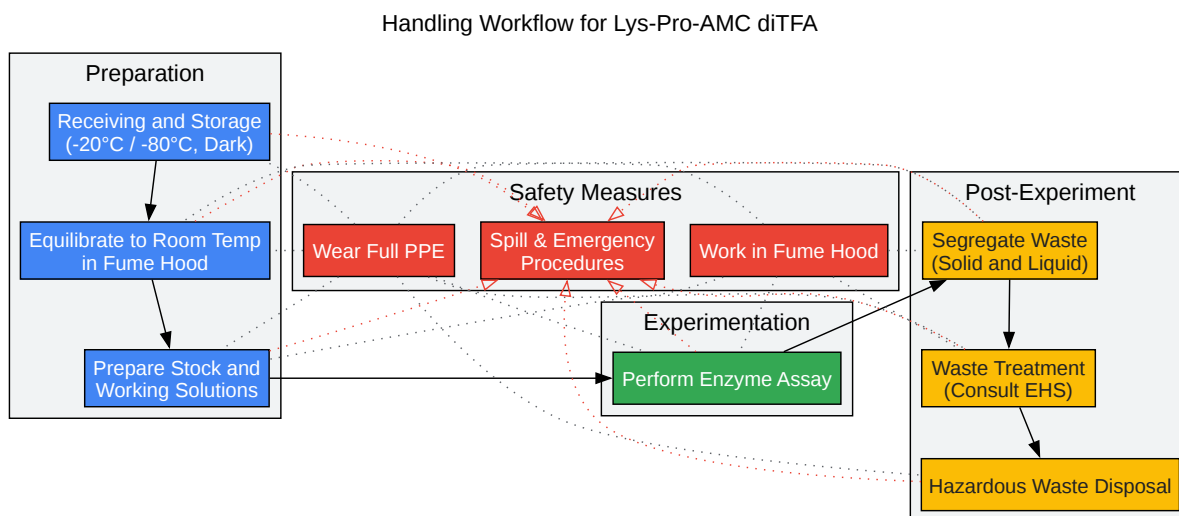 Handling Workflow for Lys-Pro-AMC diTFA
Preparation
Receiving and Storage
(-20°C / -80°C, Dark)
Equilibrate to Room Temp
in Fume Hood
Prepare Stock and
Working Solutions
Safety Measures
Wear Full PPE
Spill & Emergency
Procedures
Work in Fume Hood
Experimentation
Perform Enzyme Assay
Post-Experiment
Segregate Waste
(Solid and Liquid)
Waste Treatment
(Consult EHS)
Hazardous Waste Disposal